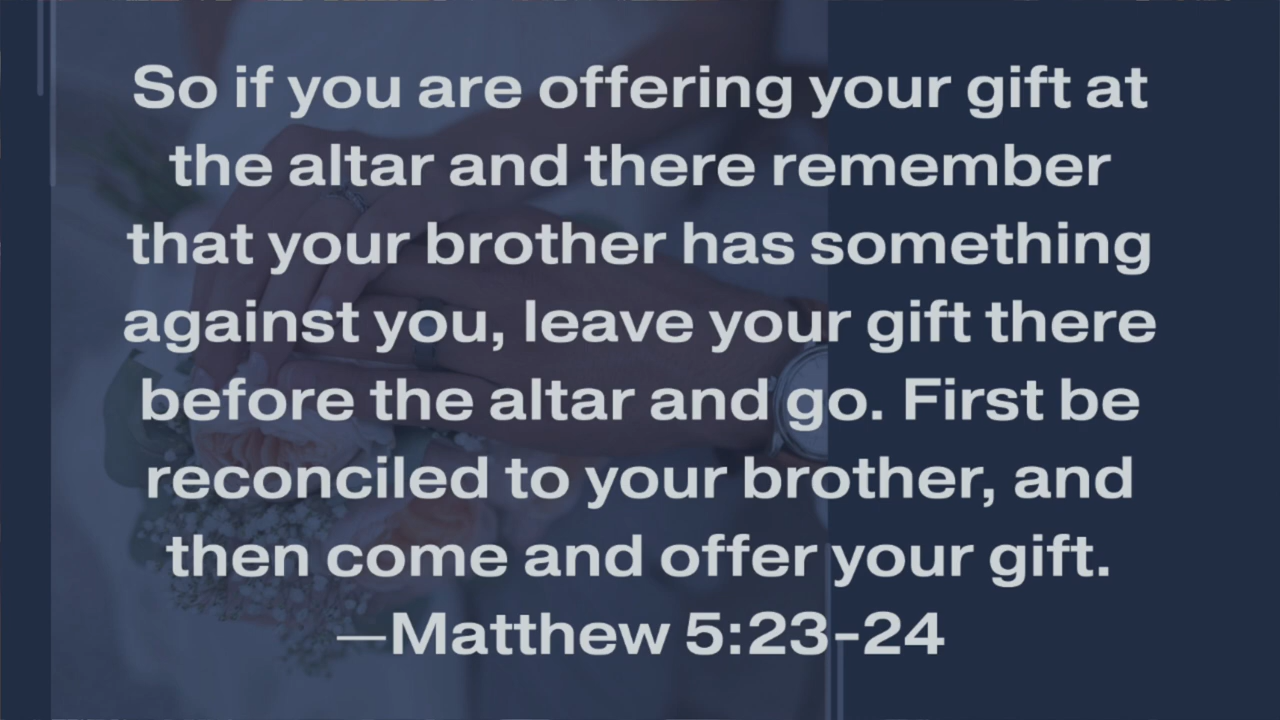 So if you are offering your gift at
the altar and there remember
that your brother has something
against you, leave your gift there
before the altar and go. First be
reconciled to your brother, and
then come and offer your gift.
—Matthew 5:23-24